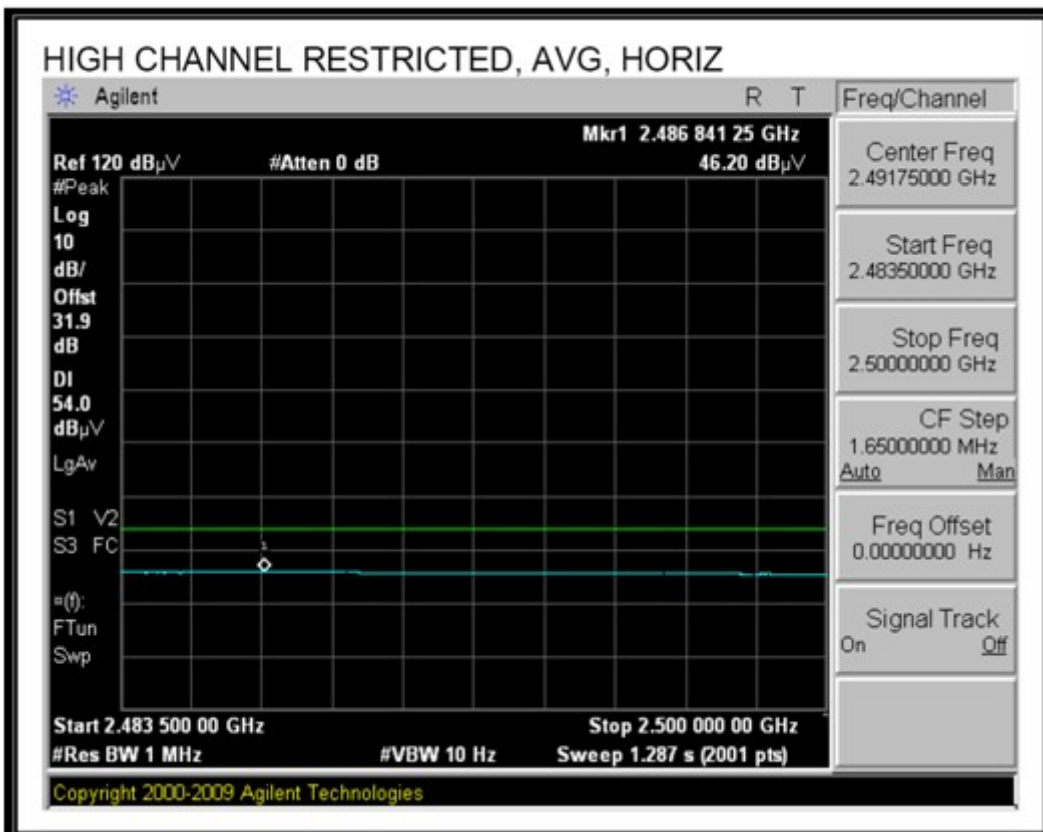 HIGH CHANNEL RESTRICTED, AVG, HORIZ
Agilent R T
Freq/Channel
Mkr1 2.486 841 25 GHz
Ref 120 dBµV #Atten 0 dB 46.20 dBµV
#Peak
Log
10
dB/
Offst
31.9
dB
DI
54.0
dBµV
LgAv
S1 V2
S3 FC
¤(f):
FTun
Swp
1
Start 2.483 500 00 GHz Stop 2.500 000 00 GHz
#Res BW 1 MHz #VBW 10 Hz Sweep 1.287 s (2001 pts)
Copyright 2000-2009 Agilent Technologies
Center Freq
2.49175000 GHz
Start Freq
2.48350000 GHz
Stop Freq
2.50000000 GHz
CF Step
1.65000000 MHz
Auto Man
Freq Offset
0.00000000 Hz
Signal Track
On Off